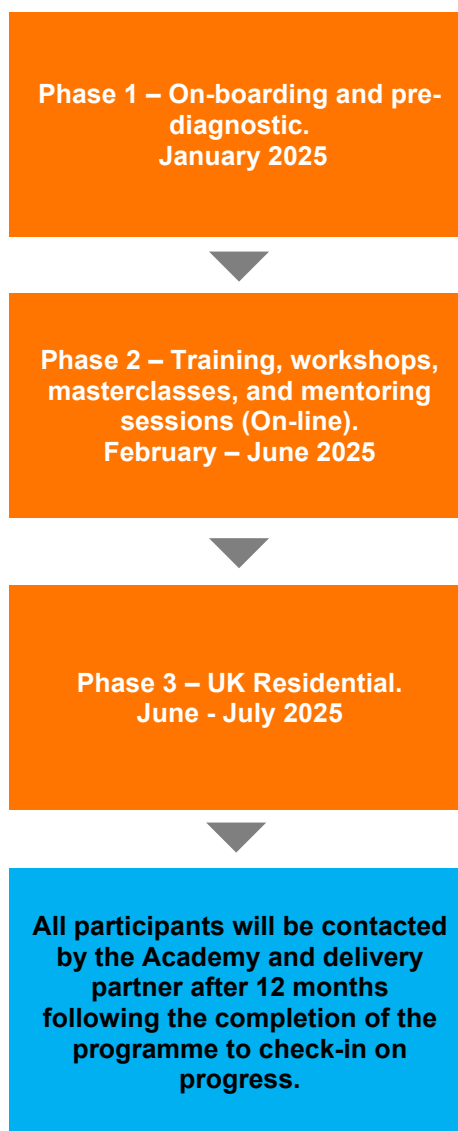 Phase 1 – On-boarding and pre-
diagnostic.
January 2025
Phase 2 – Training, workshops,
masterclasses, and mentoring
sessions (On-line).
February – June 2025
Phase 3 – UK Residential.
June - July 2025
All participants will be contacted
by the Academy and delivery
partner after 12 months
following the completion of the
programme to check-in on
progress.